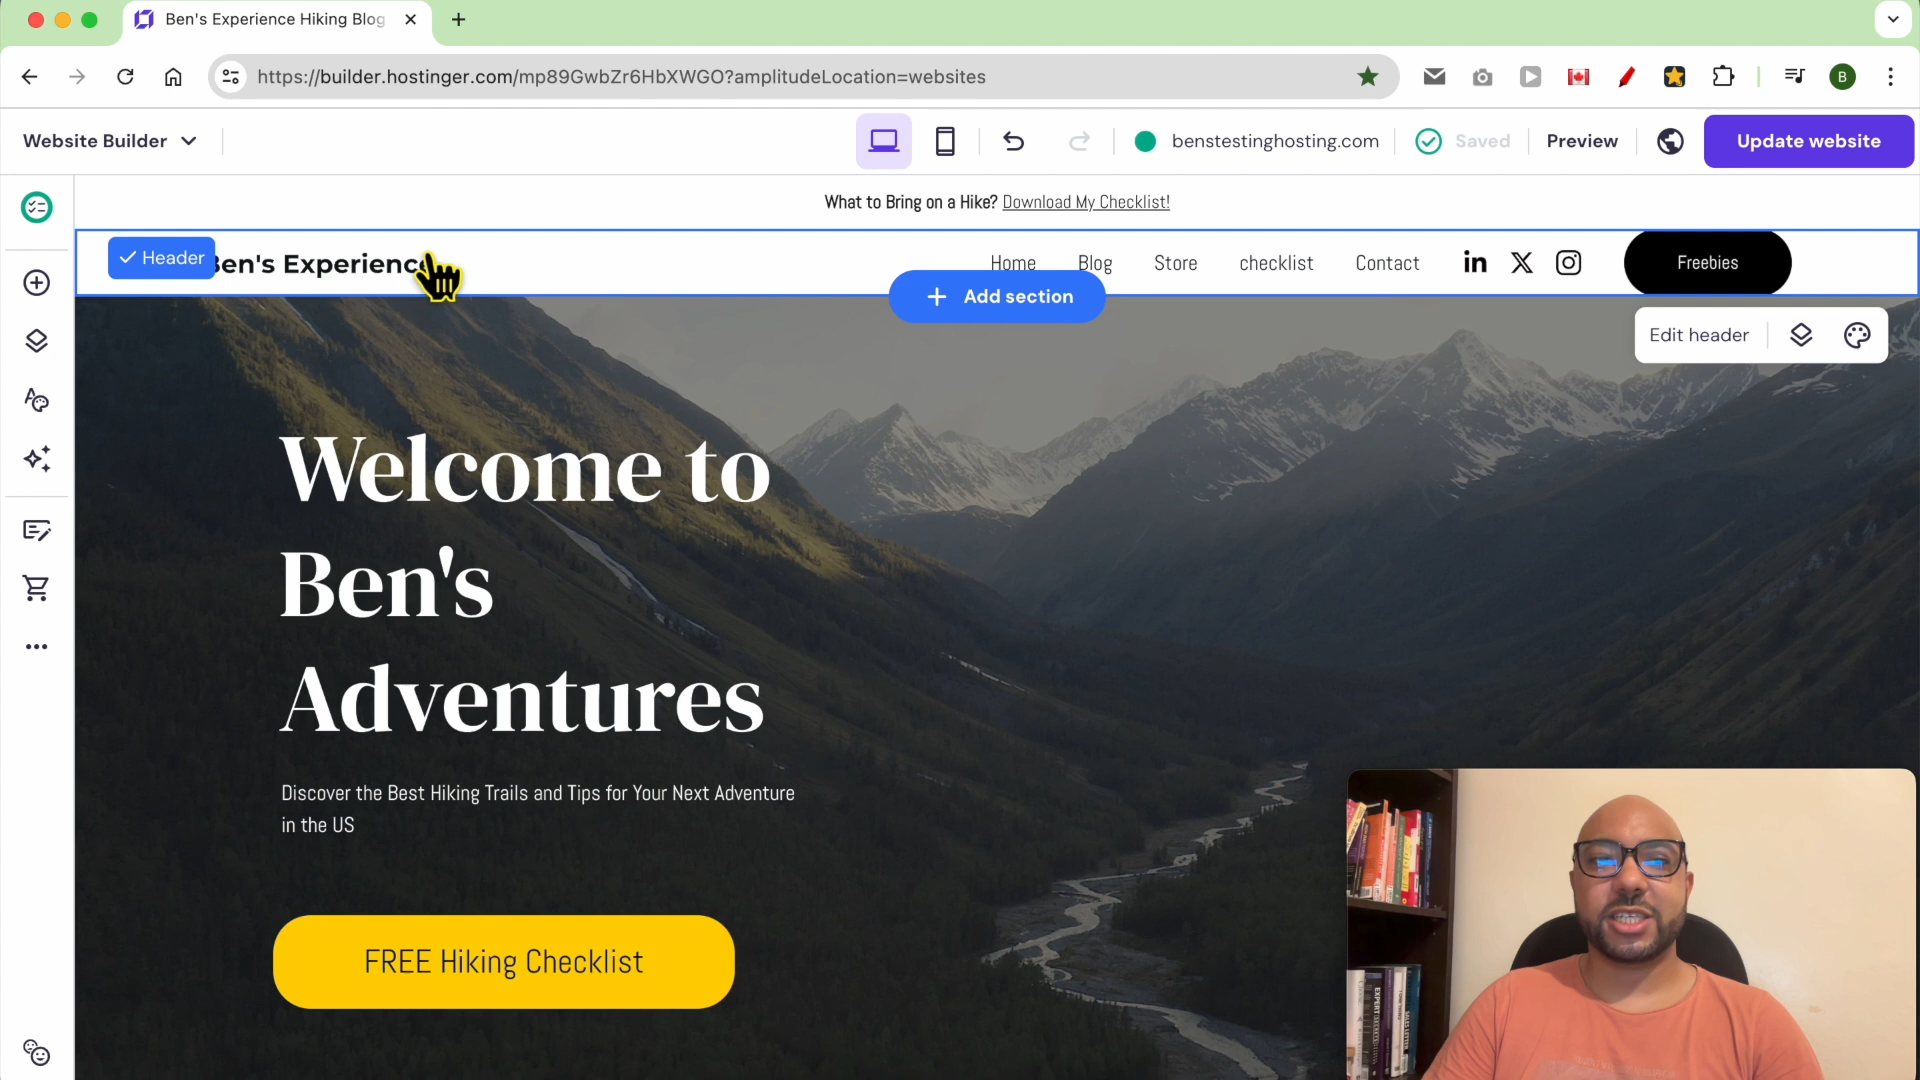 Ben's Experience Hiking Blog
https://builder.hostinger.com/mp89GwbZr6HbXWGO?amplitudeLocation=websites
B
Website Builder
benstestinghosting.com
Saved
Preview
Update website
What to Bring on a Hike? Download My Checklist!
Header
Ben's Experience
Home
Blog
Store
checklist
Contact
Freebies
Add section
Edit header
Welcome to
Ben's
Adventures
Discover the Best Hiking Trails and Tips for Your Next Adventure
in the US
FREE Hiking Checklist